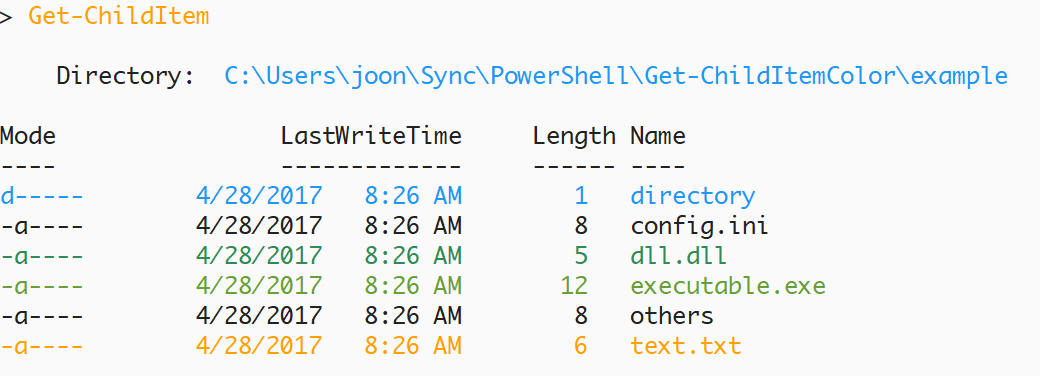 > Get-ChildItem
Directory: C:\Users\joon\Sync\PowerShell\Get-ChildItemColor\example
Mode LastWriteTime Length Name
---- ------------- ------ ----
d----- 4/28/2017 8:26 AM 1 directory
-a---- 4/28/2017 8:26 AM 8 config.ini
-a---- 4/28/2017 8:26 AM 5 dll.dll
-a---- 4/28/2017 8:26 AM 12 executable.exe
-a---- 4/28/2017 8:26 AM 8 others
-a---- 4/28/2017 8:26 AM 6 text.txt